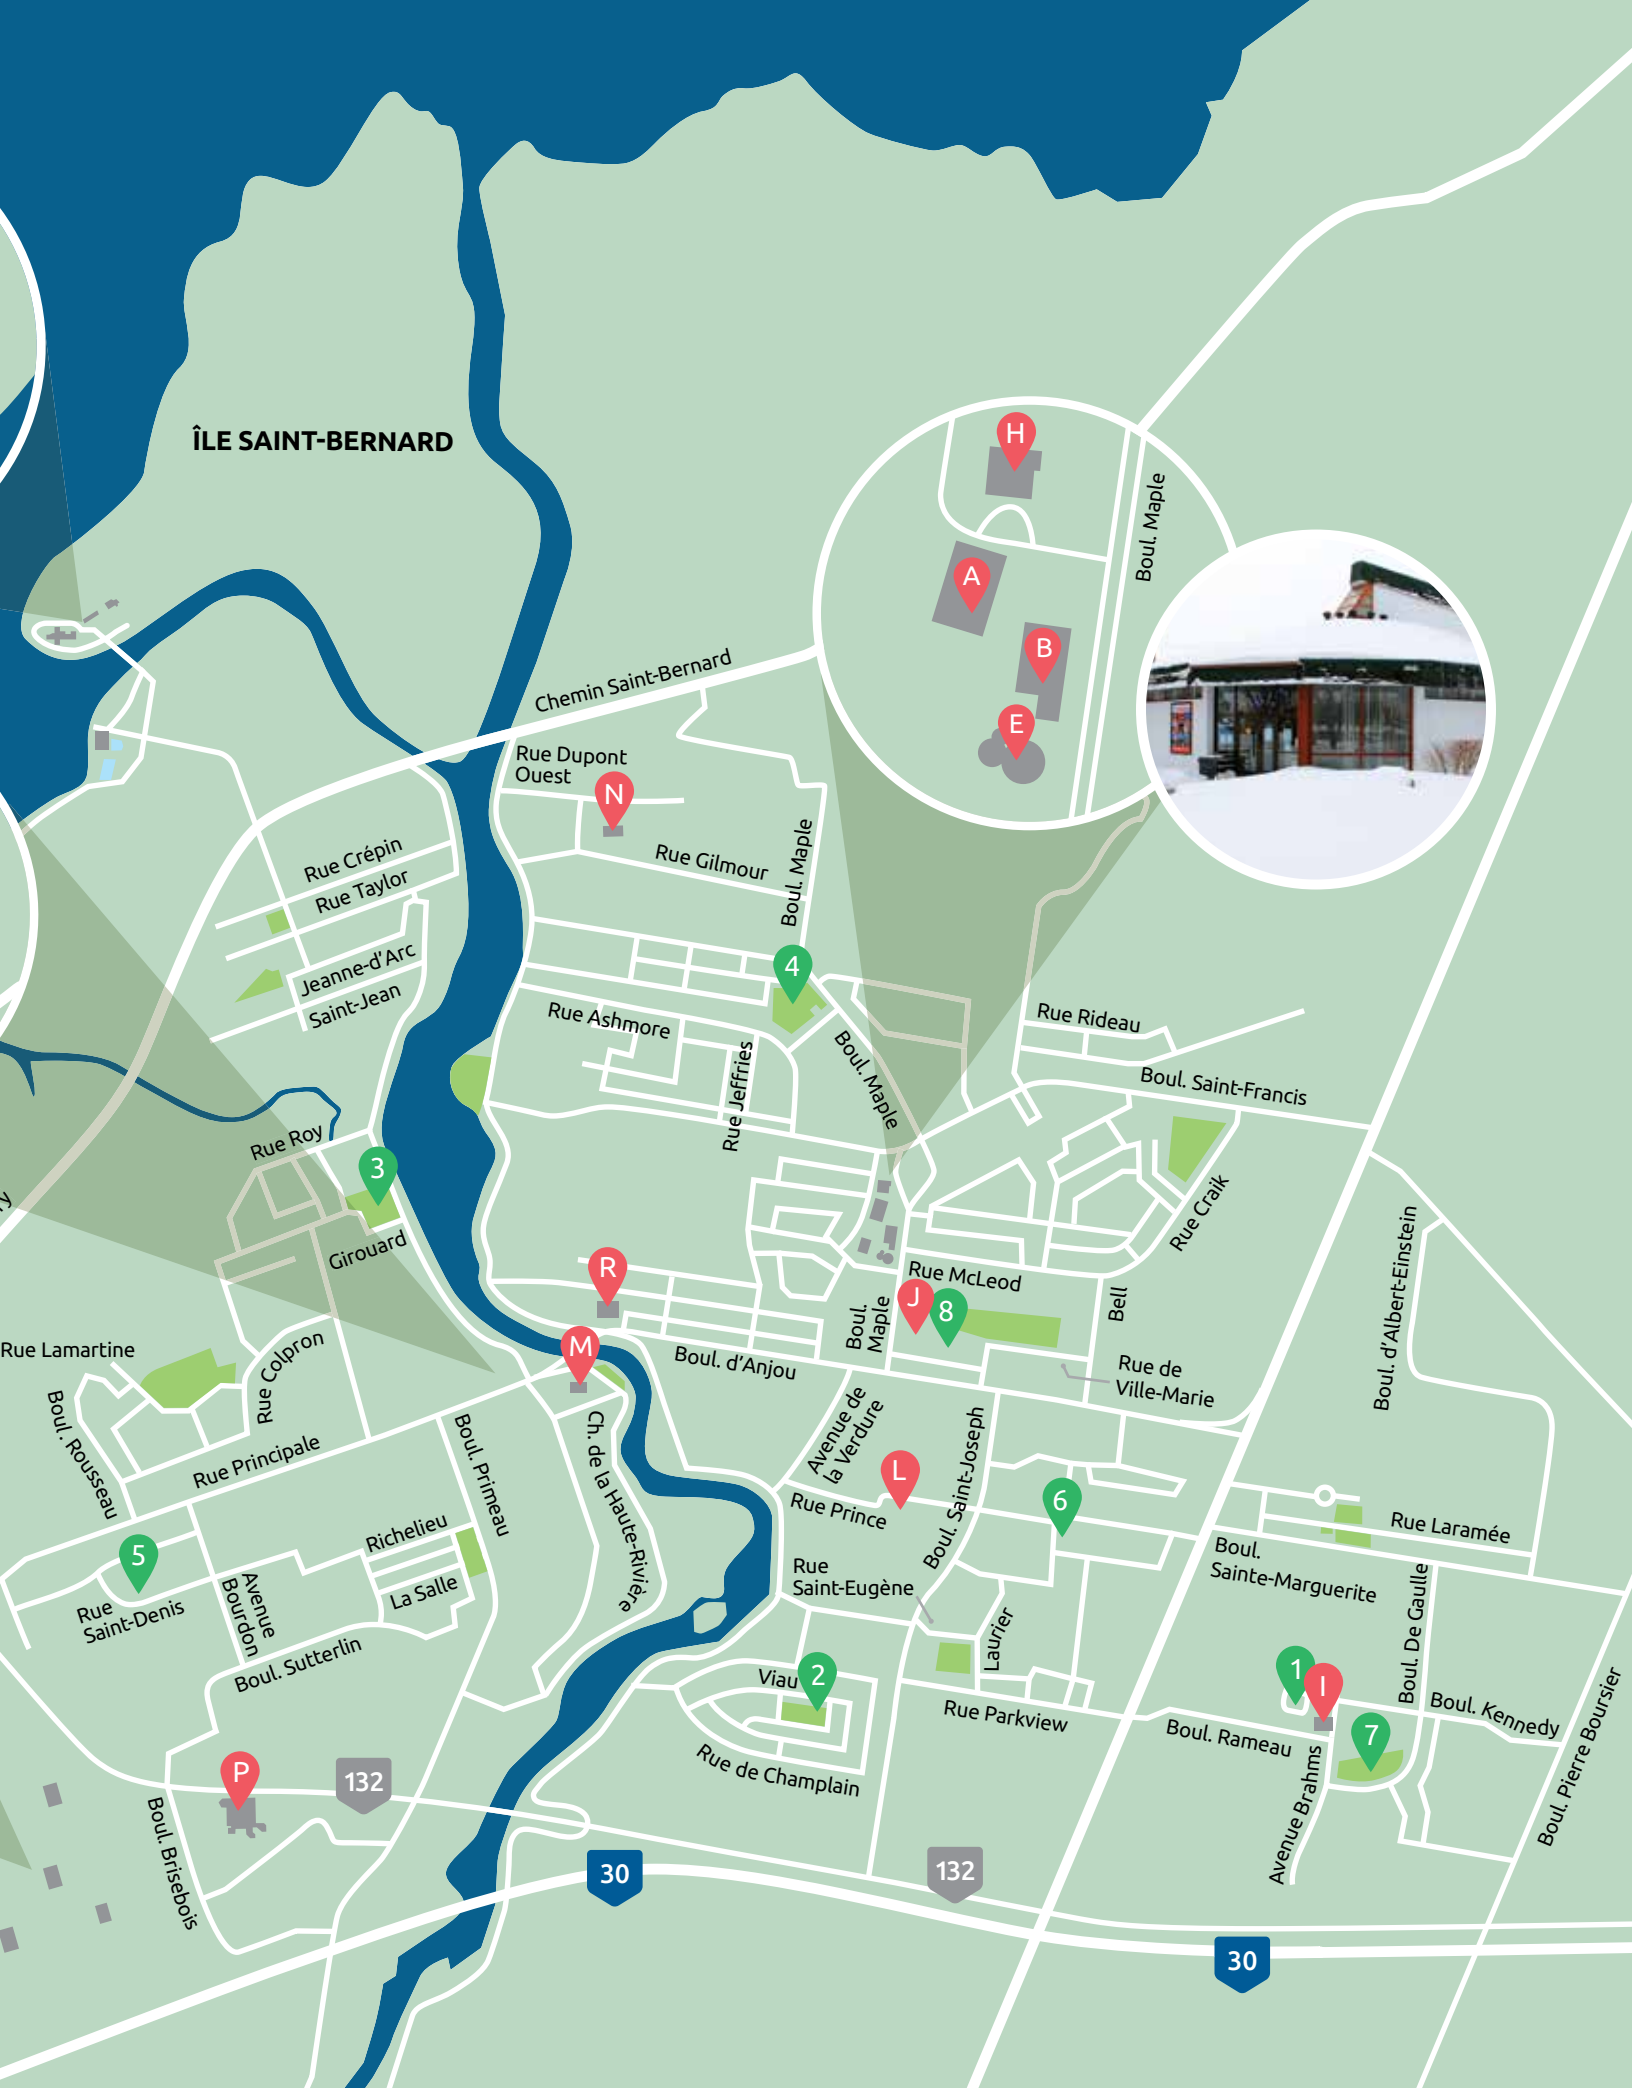 ÎLE SAINT-BERNARD
H
A
B
E
Boul. Maple
Chemin Saint-Bernard
Rue Dupont
Ouest
N
Rue Gilmour
Boul. Maple
Rue Crépin
Rue Taylor
Jeanne-d’Arc
Saint-Jean
4
Rue Ashmore
Rue Jeffries
Boul. Maple
Rue Rideau
Boul. Saint-Francis
Rue Roy
3
Girouard
Rue Craik
Boul. d’Albert-Einstein
R
Rue McLeod
J
8
Bell
Boul.
Maple
M
Boul. d’Anjou
Rue de
Ville-Marie
Rue Lamartine
Rue Colpron
Boul. Rousseau
Rue Principale
Boul. Primeau
Ch. de la Haute-Rivière
Avenue de
la Verdure
L
Boul. Saint-Joseph
Rue Prince
6
Rue Laramée
Boul.
Sainte-Marguerite
5
Richelieu
La Salle
Rue
Saint-Denis
Avenue
Bourdon
Boul. Sutterlin
Rue
Saint-Eugène
Laurier
Viau
2
Rue Parkview
Rue de Champlain
1
I
Boul. De Gaulle
Boul. Kennedy
Boul. Rameau
7
Avenue Brahms
Boul. Pierre Boursier
P
132
Boul. Brisebois
30
132
30